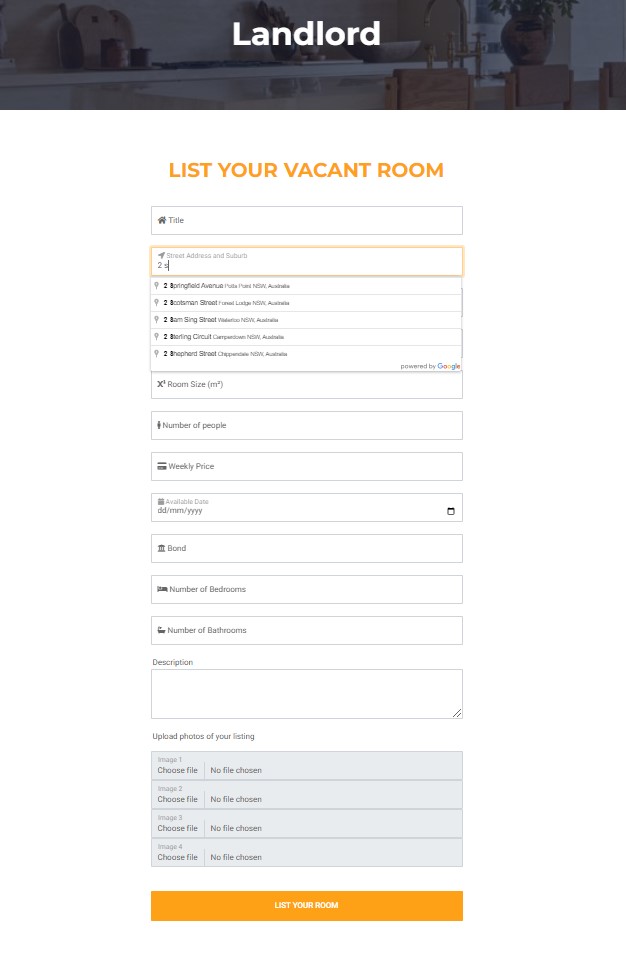 Landlord
LIST YOUR VACANT ROOM
Title
Street Address and Suburb
2 s
2 Springfield Avenue Potts Point NSW, Australia
2 Scotsman Street Forest Lodge NSW, Australia
2 Sam Sing Street Waterloo NSW, Australia
2 Sterling Circuit Camperdown NSW, Australia
2 Shepherd Street Chippendale NSW, Australia
powered by Google
X² Room Size (m²)
Number of people
Weekly Price
Available Date
dd/mm/yyyy
Bond
Number of Bedrooms
Number of Bathrooms
Description
Upload photos of your listing
Image 1
Choose file No file chosen
Image 2
Choose file No file chosen
Image 3
Choose file No file chosen
Image 4
Choose file No file chosen
LIST YOUR ROOM